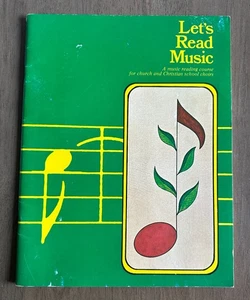 Let's
Read
Music
A music reading course
for church and Christian school choirs